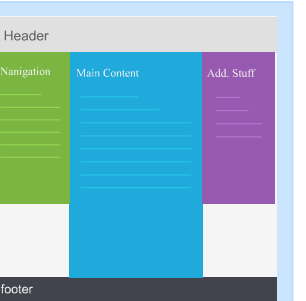 Header
Nanigation
Main Content
Add. Stuff
footer